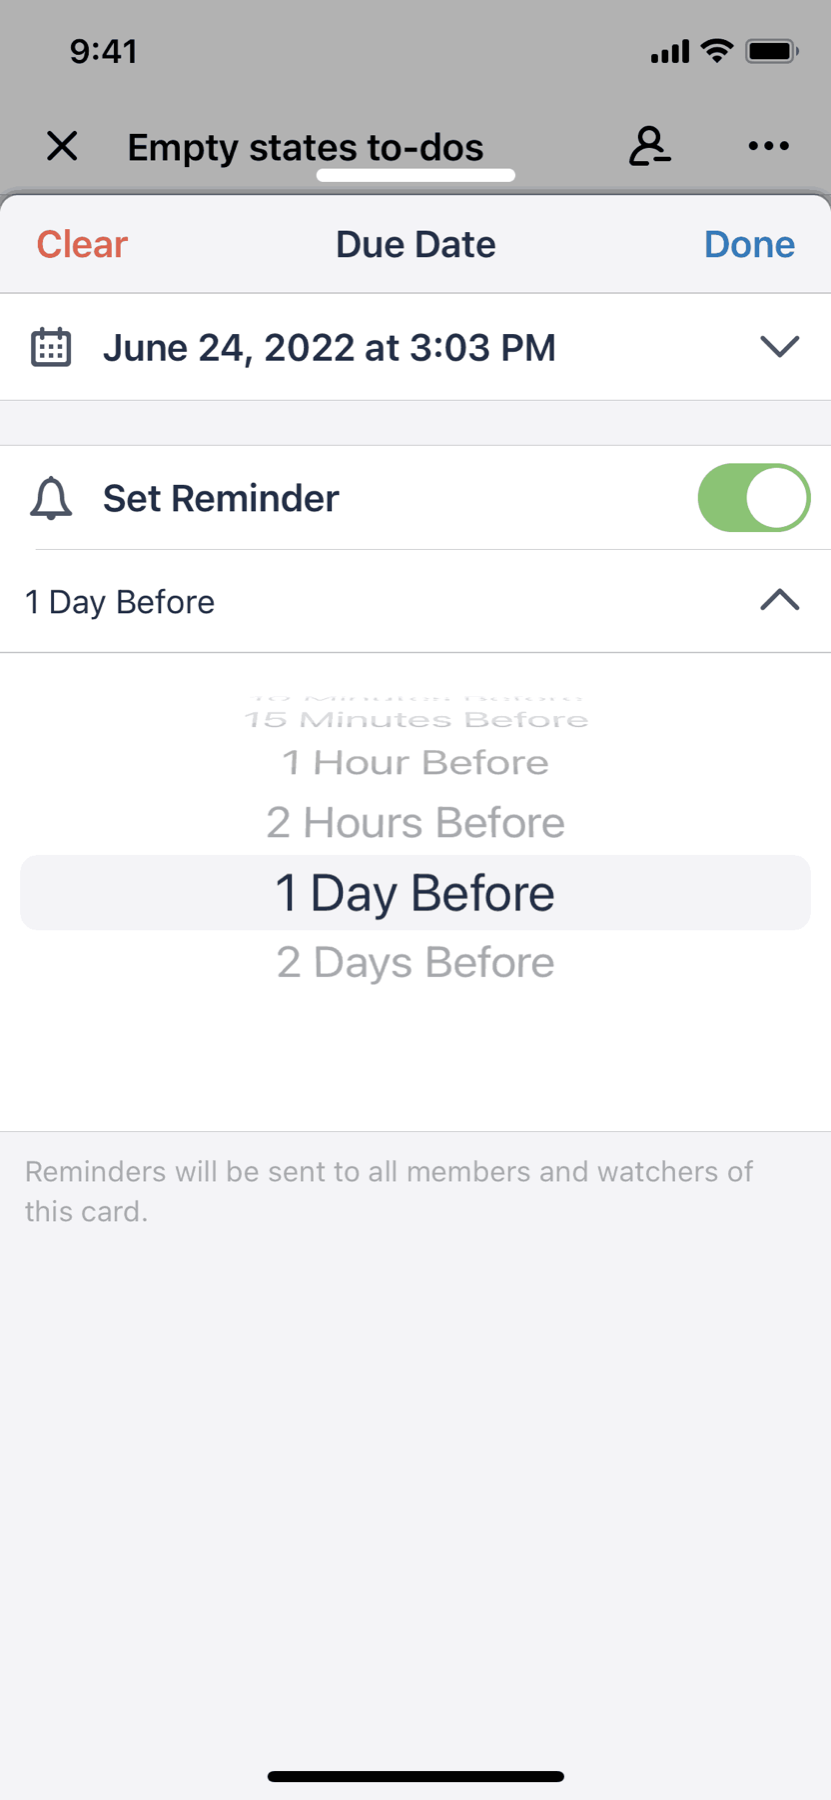 9:41
Empty states to-dos
Clear
Due Date
Done
June 24, 2022 at 3:03 PM
Set Reminder
1 Day Before
15 Minutes Before
1 Hour Before
2 Hours Before
1 Day Before
2 Days Before
Reminders will be sent to all members and watchers of
this card.